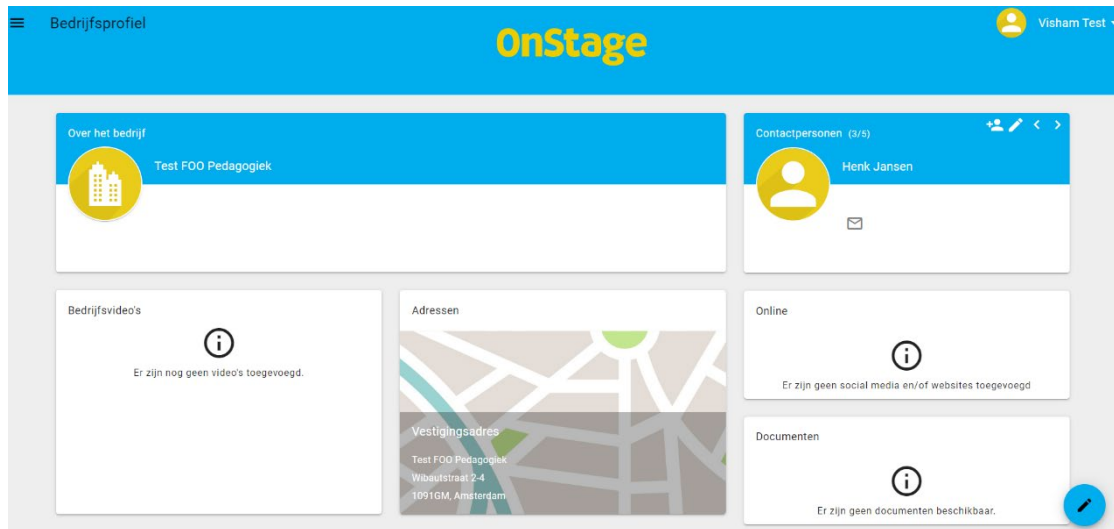 Bedrijfsprofiel
OnStage
Visham Test
Over het bedrijf
Test FOO Pedagogiek
Contactpersonen (3/5)
Henk Jansen
Bedrijfsvideo's
Er zijn nog geen video's toegevoegd.
Adressen
Vestigingsadres
Test FOO Pedagogiek
Wibautstraat 2-4
1091GM, Amsterdam
Online
Er zijn geen social media en/of websites toegevoegd
Documenten
Er zijn geen documenten beschikbaar.